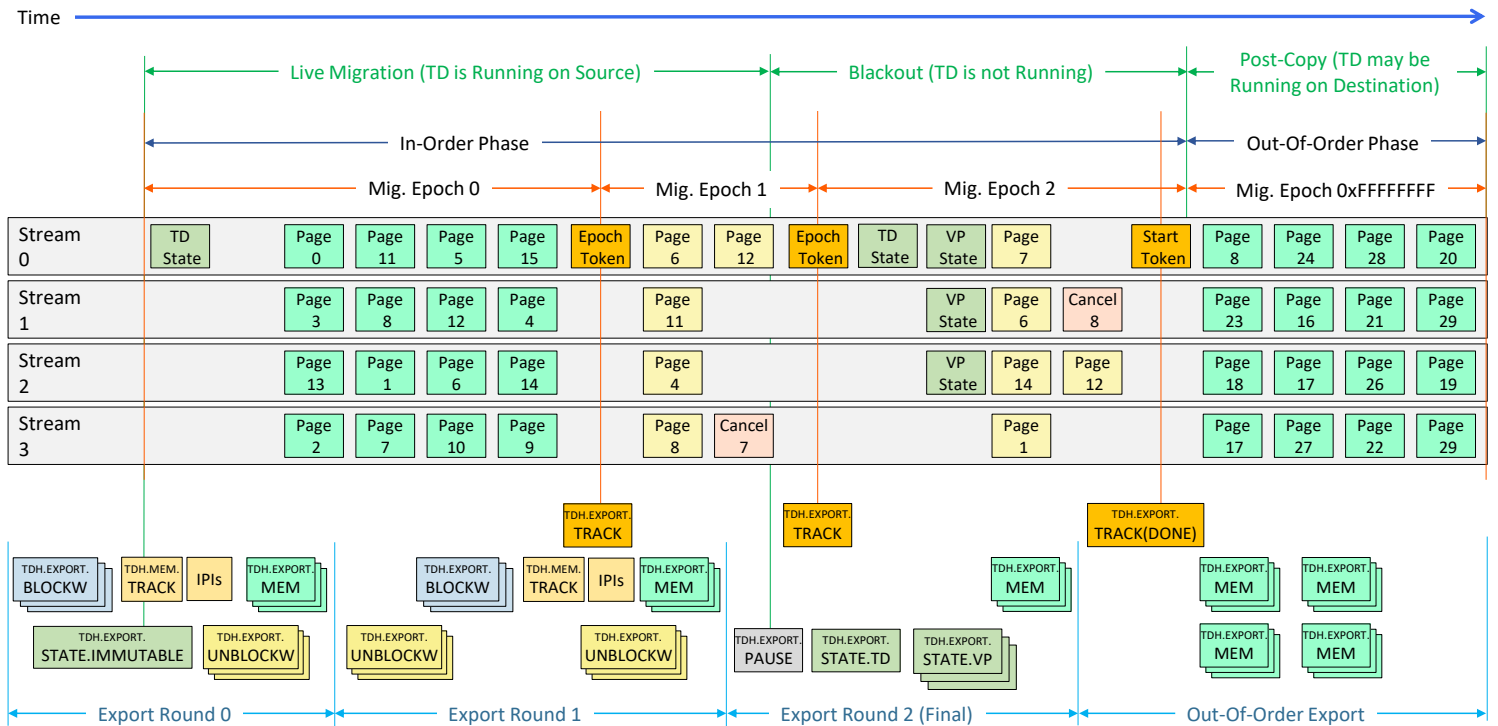 Time
Live Migration (TD is Running on Source)
Blackout (TD is not Running)
Post-Copy (TD may be
Running on Destination)
In-Order Phase
Out-Of-Order Phase
Mig. Epoch 0
Mig. Epoch 1
Mig. Epoch 2
Mig. Epoch 0xFFFFFFFF
Stream
0
TD
State
Page
0
Page
11
Page
5
Page
15
Epoch
Token
Page
6
Page
12
Epoch
Token
TD
State
VP
State
Page
7
Start
Token
Page
8
Page
24
Page
28
Page
20
Stream
1
Page
3
Page
8
Page
12
Page
4
Page
11
VP
State
Page
6
Cancel
8
Page
23
Page
16
Page
21
Page
29
Stream
2
Page
13
Page
1
Page
6
Page
14
Page
4
VP
State
Page
14
Page
12
Page
18
Page
17
Page
26
Page
19
Stream
3
Page
2
Page
7
Page
10
Page
9
Page
8
Cancel
7
Page
1
Page
17
Page
27
Page
22
Page
29
TDH.EXPORT.
TRACK
TDH.EXPORT.
TRACK
TDH.EXPORT.
TRACK(DONE)
TDH.EXPORT.
BLOCKW
TDH.MEM.
TRACK
IPIs
TDH.EXPORT.
MEM
TDH.EXPORT.
BLOCKW
TDH.MEM.
TRACK
IPIs
TDH.EXPORT.
MEM
TDH.EXPORT.
MEM
TDH.EXPORT.
MEM
TDH.EXPORT.
MEM
TDH.EXPORT.
STATE.IMMUTABLE
TDH.EXPORT.
UNBLOCKW
TDH.EXPORT.
UNBLOCKW
TDH.EXPORT.
UNBLOCKW
TDH.EXPORT.
PAUSE
TDH.EXPORT.
STATE.TD
TDH.EXPORT.
STATE.VP
TDH.EXPORT.
MEM
TDH.EXPORT.
MEM
Export Round 0
Export Round 1
Export Round 2 (Final)
Out-Of-Order Export